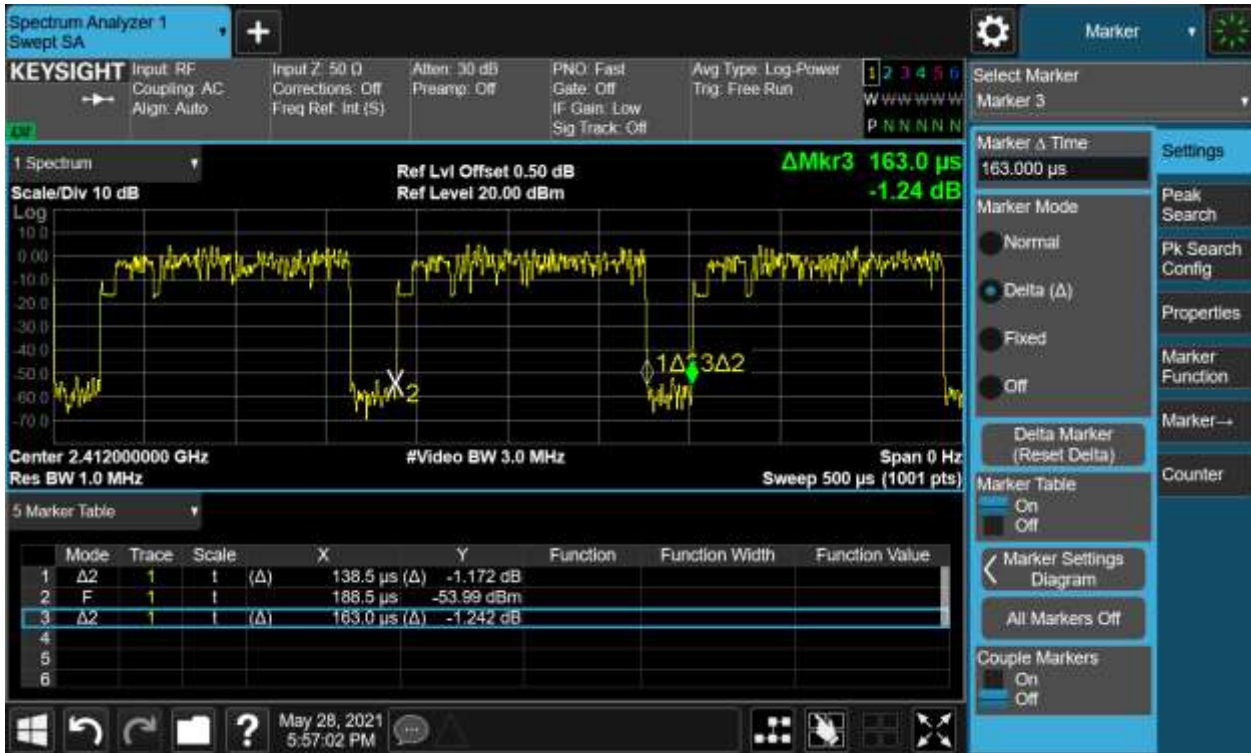 Spectrum Analyzer 1
Swept SA
+
Marker
KEYSIGHT
Input: RF
Coupling: AC
Align: Auto
Input Z: 50 Ω
Corrections: Off
Freq Ref: Int (S)
Atten: 30 dB
Preamp: Off
PNO: Fast
Gate: Off
IF Gain: Low
Sig Track: Off
Avg Type: Log-Power
Trig: Free Run
1 2 3 4 5 6
W W W W W W
P N N N N N
Select Marker
Marker 3
1 Spectrum
Scale/Div 10 dB
Log
Ref Lvl Offset 0.50 dB
Ref Level 20.00 dBm
ΔMkr3 163.0 µs
-1.24 dB
10.0
0.00
-10.0
-20.0
-30.0
-40.0
-50.0
-60.0
-70.0
2
3Δ2
Center 2.412000000 GHz
Res BW 1.0 MHz
#Video BW 3.0 MHz
Span 0 Hz
Sweep 500 µs (1001 pts)
5 Marker Table
Mode Trace Scale X Y Function Function Width Function Value
1 Δ2 1 t (Δ) 138.5 µs (Δ) -1.172 dB
2 F 1 t 188.5 µs -53.99 dBm
3 Δ2 1 t (Δ) 163.0 µs (Δ) -1.242 dB
4
5
6
May 28, 2021
5:57:02 PM
?
Marker Δ Time
163.000 µs
Marker Mode
Normal
Delta (Δ)
Fixed
Off
Delta Marker
(Reset Delta)
Marker Table
On
Off
Marker Settings
Diagram
All Markers Off
Couple Markers
On
Off
Settings
Peak
Search
Pk Search
Config
Properties
Marker
Function
Marker→
Counter